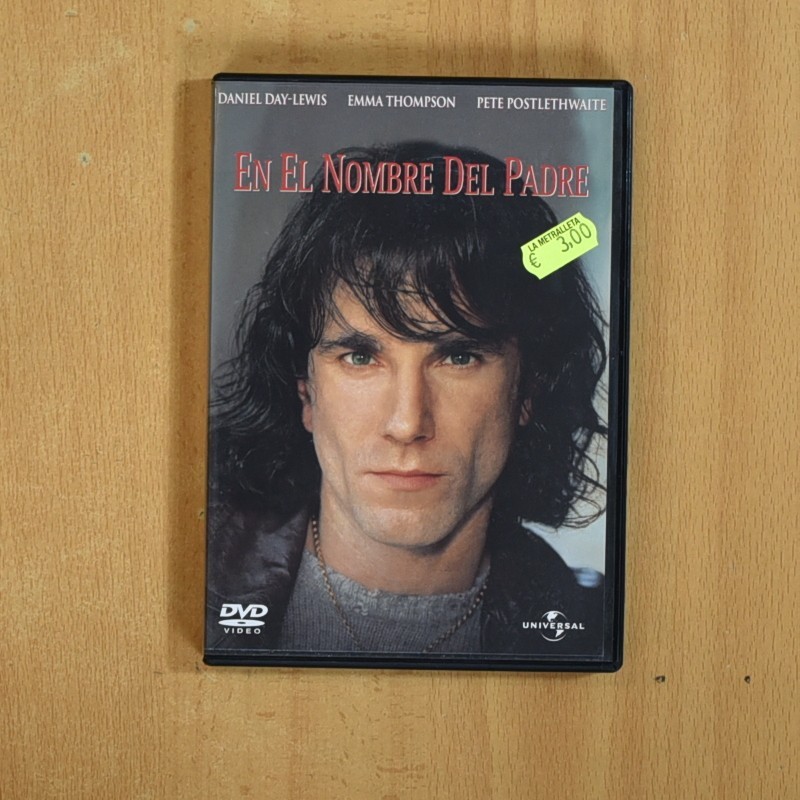 DANIEL DAY-LEWIS EMMA THOMPSON PETE POSTLETHWAITE
EN EL NOMBRE DEL PADRE
LA METRALLETA
€ 3,00
DVD
VIDEO
UNIVERSAL